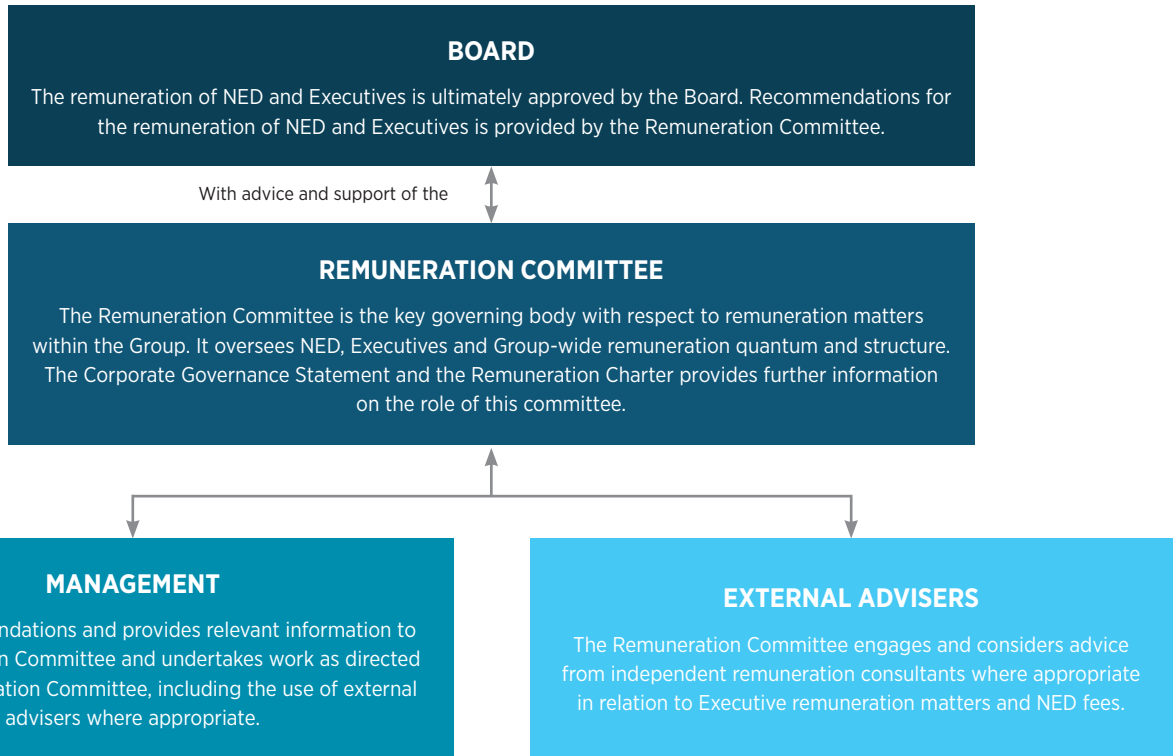 BOARD
The remuneration of NED and Executives is ultimately approved by the Board. Recommendations for
the remuneration of NED and Executives is provided by the Remuneration Committee.
With advice and support of the
REMUNERATION COMMITTEE
The Remuneration Committee is the key governing body with respect to remuneration matters
within the Group. It oversees NED, Executives and Group-wide remuneration quantum and structure.
The Corporate Governance Statement and the Remuneration Charter provides further information
on the role of this committee.
MANAGEMENT
ndations and provides relevant information to
n Committee and undertakes work as directed
ation Committee, including the use of external
advisers where appropriate.
EXTERNAL ADVISERS
The Remuneration Committee engages and considers advice
from independent remuneration consultants where appropriate
in relation to Executive remuneration matters and NED fees.